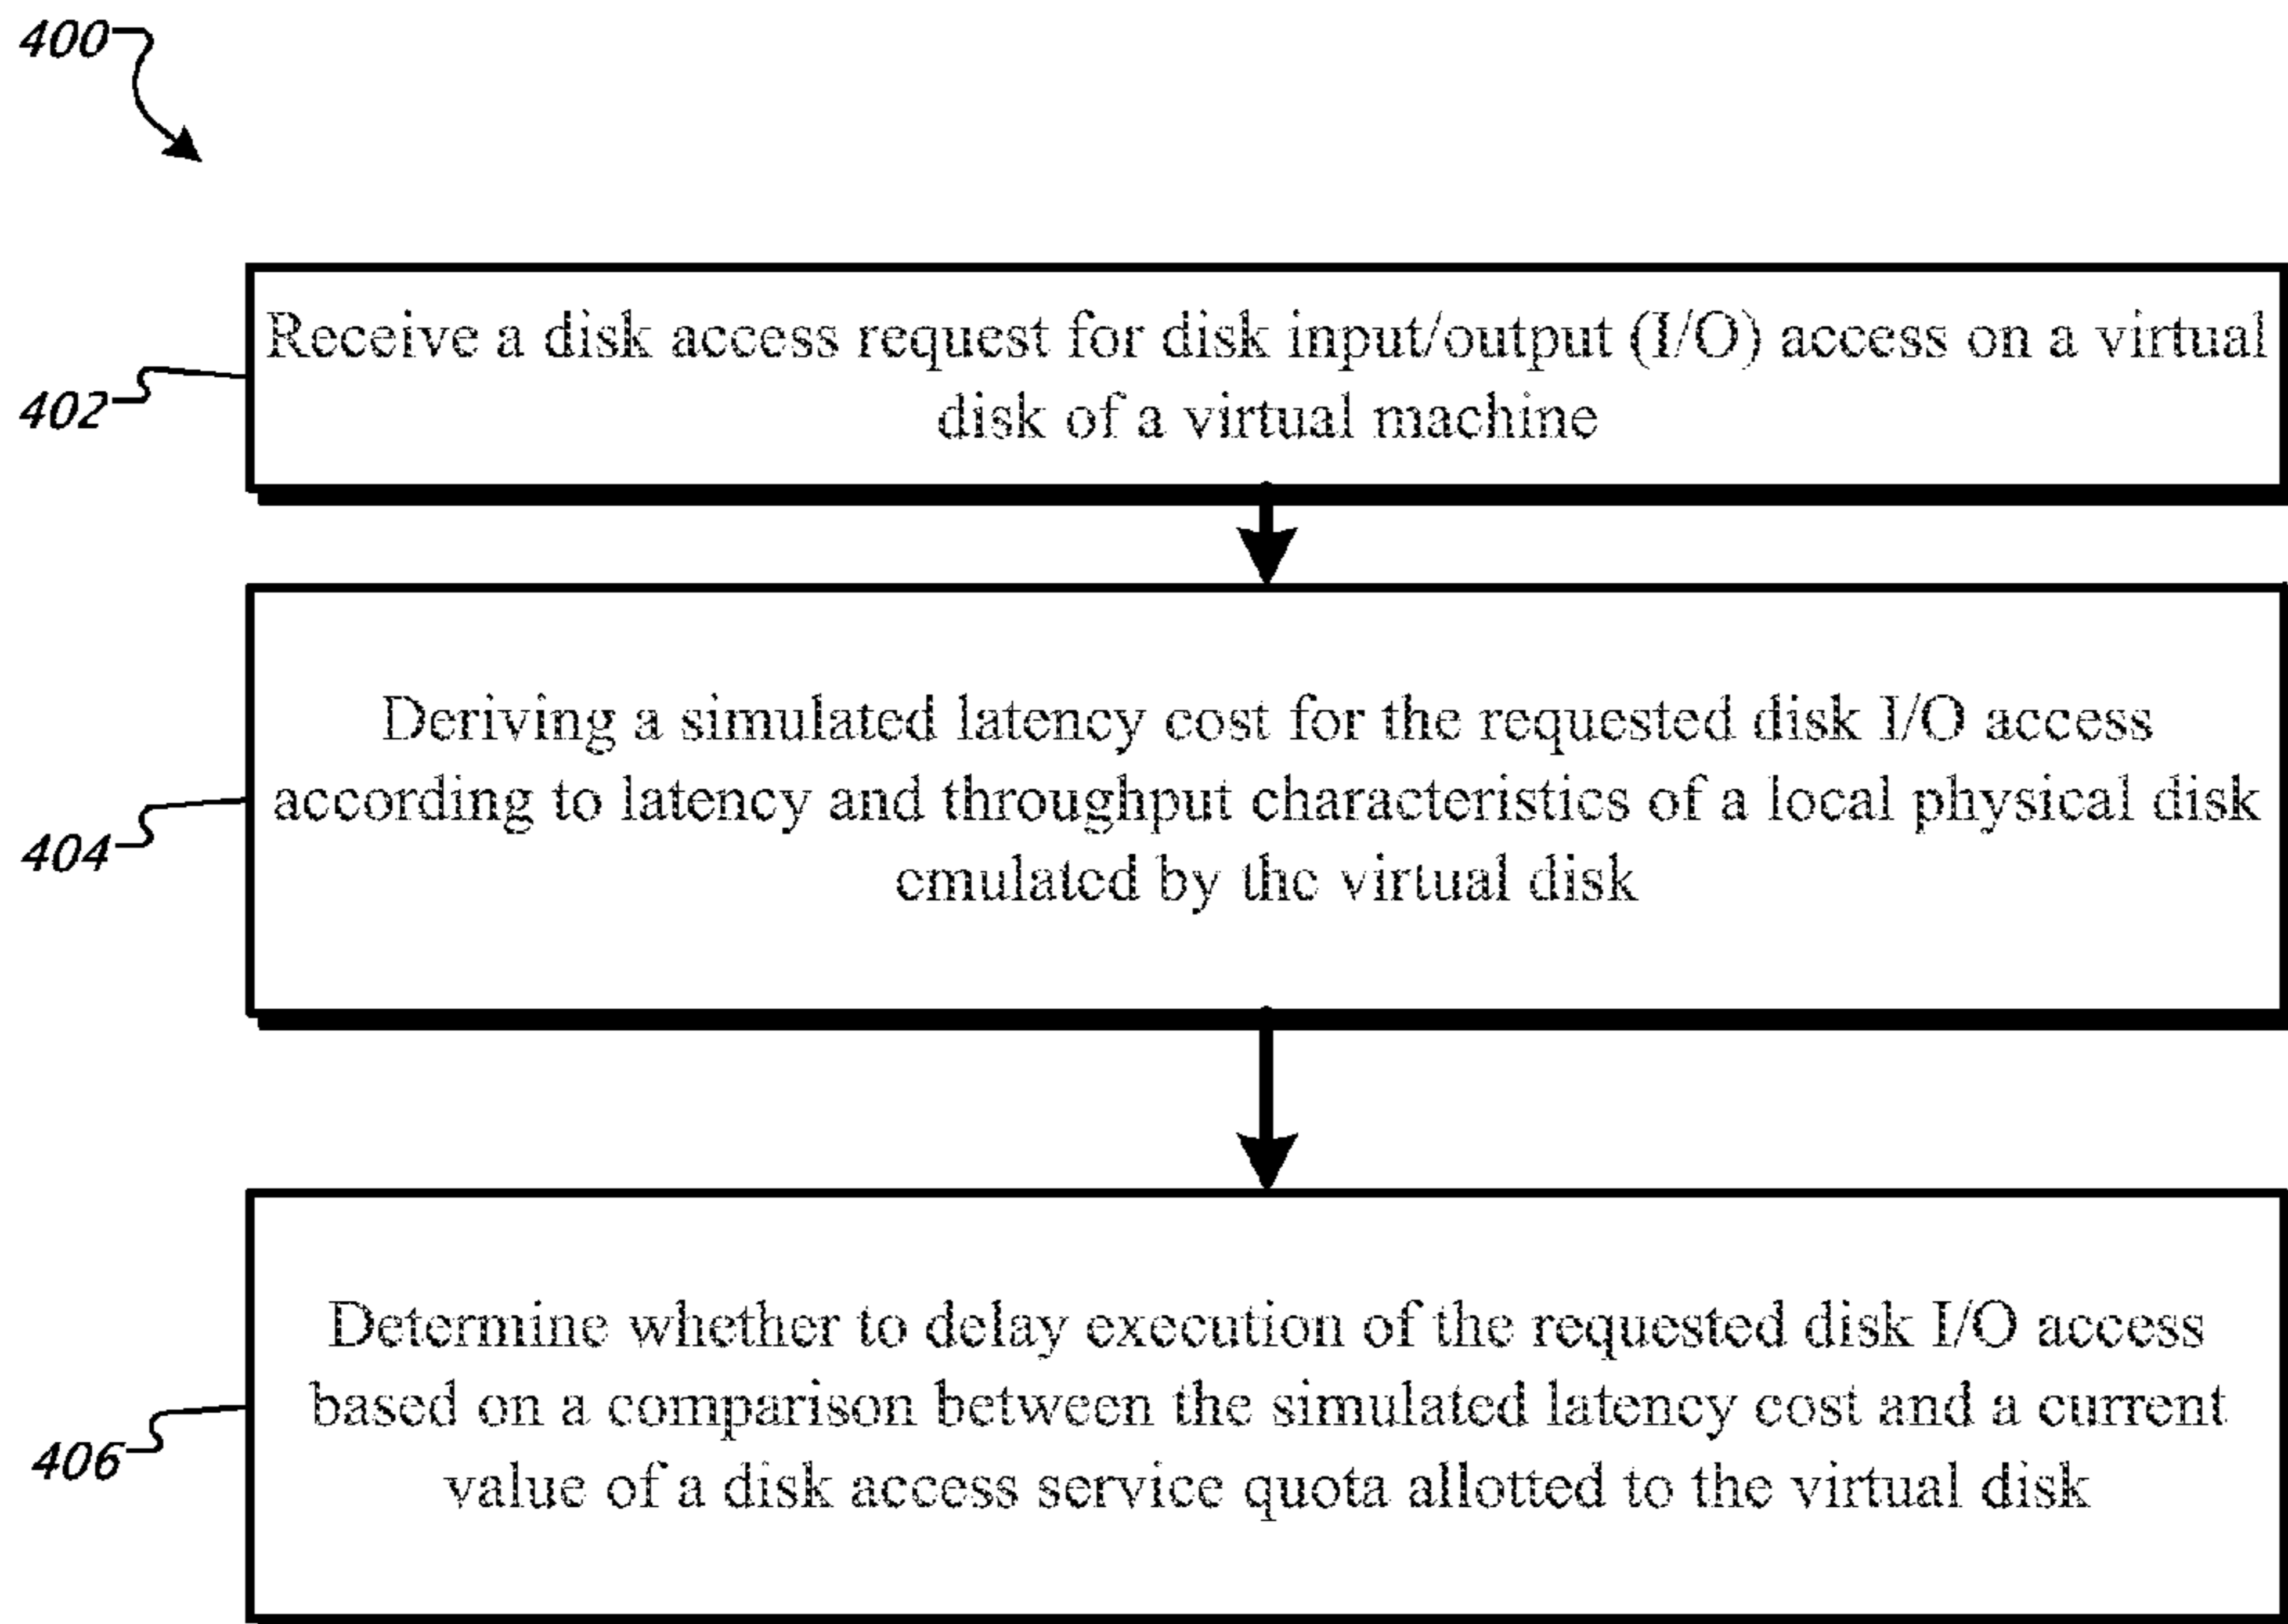 400
Receive a disk access request for disk input/output (I/O) access on a virtual
disk of a virtual machine
402
Deriving a simulated latency cost for the requested disk I/O access
according to latency and throughput characteristics of a local physical disk
emulated by the virtual disk
404
Determine whether to delay execution of the requested disk I/O access
based on a comparison between the simulated latency cost and a current
value of a disk access service quota allotted to the virtual disk
406